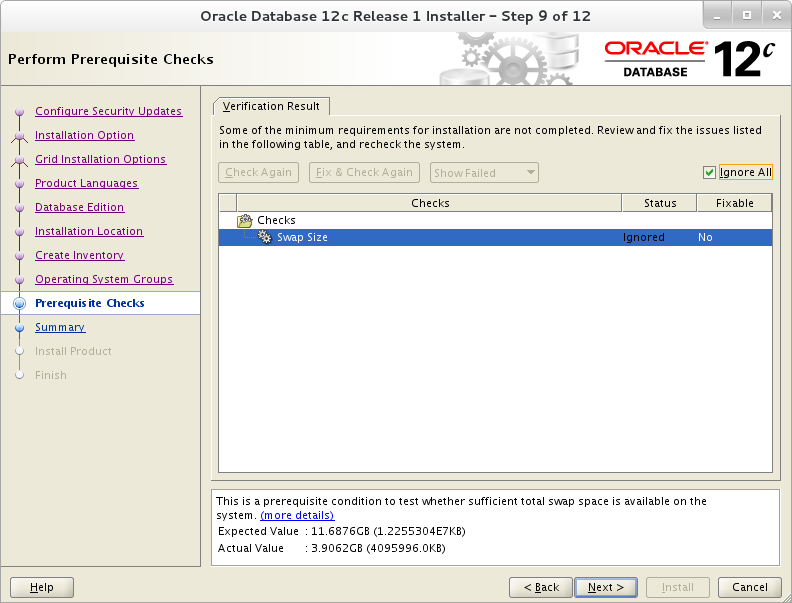 Oracle Database 12c Release 1 Installer – Step 9 of 12
Perform Prerequisite Checks
ORACLE®
DATABASE
12c
Configure Security Updates
Installation Option
Grid Installation Options
Product Languages
Database Edition
Installation Location
Create Inventory
Operating System Groups
Prerequisite Checks
Summary
Install Product
Finish
Verification Result
Some of the minimum requirements for installation are not completed. Review and fix the issues listed
in the following table, and recheck the system.
Check Again Fix & Check Again Show Failed Ignore All
Checks Status Fixable
Checks
Swap Size Ignored No
This is a prerequisite condition to test whether sufficient total swap space is available on the
system. (more details)
Expected Value : 11.6876GB (1.2255304E7KB)
Actual Value : 3.9062GB (4095996.0KB)
Help < Back Next > Install Cancel